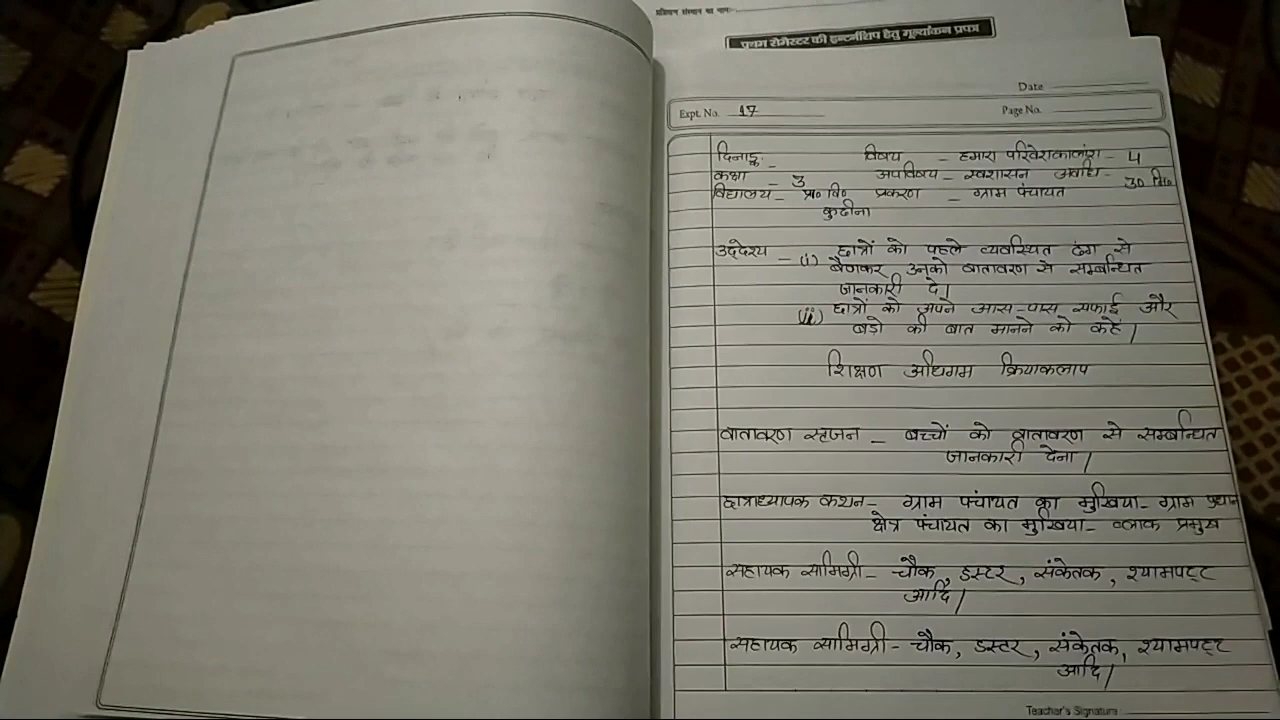 प्रशिक्षण संस्थान का नाम
प्रथम सेमेस्टर की इन्टर्नशिप हेतु मूल्यांकन प्रपत्र
Date
Expt. No. 17 Page No.
दिनाङ्क - विषय - हमारा परिवेश कालांश - 4
कक्षा - 3 उपविषय - स्वशासन अवधि - 30 मि०
विद्यालय - प्रा० वि० प्रकरण - ग्राम पंचायत
उद्देश्य - (i) छात्रों को पहले व्यवस्थित ढंग से
बैठाकर उनको वातावरण से सम्बन्धित
जानकारी दे।
(ii) छात्रों को अपने आस-पास सफाई और
बड़ो की बात मानने को कहें।
शिक्षण अधिगम क्रियाकलाप
वातावरण सृजन - बच्चों को वातावरण से सम्बन्धित
जानकारी देना।
छात्राध्यापक कथन - ग्राम पंचायत का मुखिया - ग्राम प्रधान
क्षेत्र पंचायत का मुखिया - ब्लाक प्रमुख
सहायक सामिग्री - चौक, डस्टर, संकेतक, श्यामपट्ट
आदि।
सहायक सामिग्री - चौक, डस्टर, संकेतक, श्यामपट्ट
आदि।
Teacher's Signature